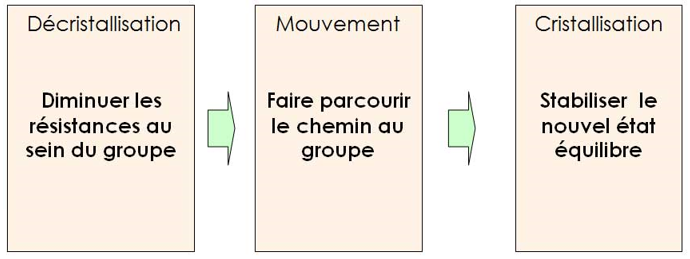 Décristallisation
Diminuer les
résistances au
sein du groupe
Mouvement
Faire parcourir
le chemin au
groupe
Cristallisation
Stabiliser le
nouvel état
équilibre